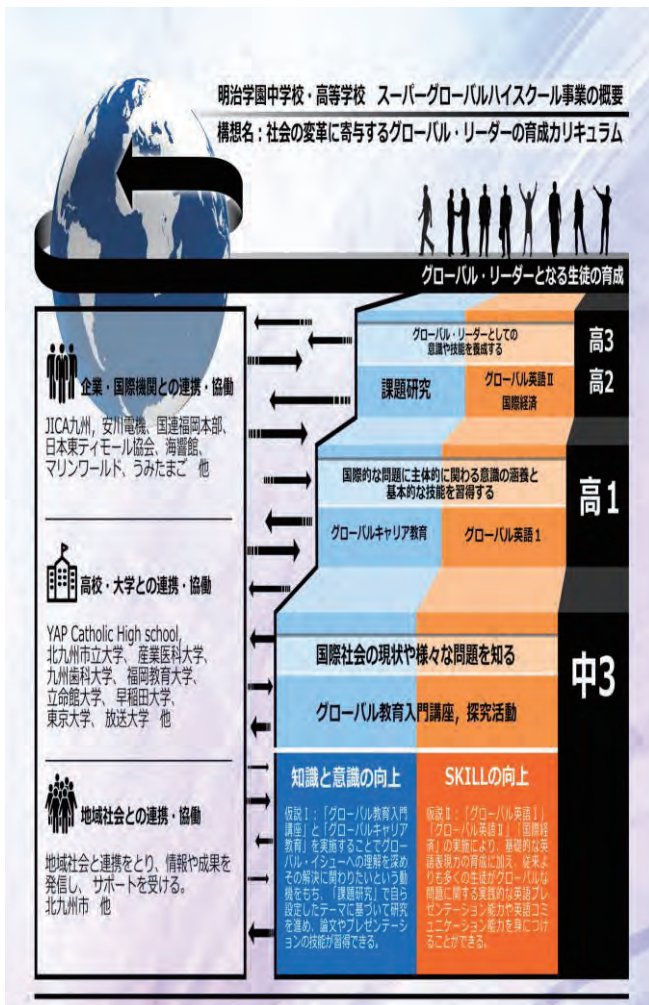 明治学園中学校・高等学校 スーパーグローバルハイスクール事業の概要
構想名：社会の変革に寄与するグローバル・リーダーの育成カリキュラム
グローバル・リーダーとなる生徒の育成
企業・国際機関との連携・協働
JICA九州，安川電機、国連福岡本部、
日本東ティモール協会、海響館、
マリンワールド、うみたまご 他
高校・大学との連携・協働
YAP Catholic High school,
北九州市立大学、産業医科大学、
九州歯科大学、福岡教育大学、
立命館大学、早稲田大学、
東京大学、放送大学 他
地域社会との連携・協働
地域社会と連携をとり、情報や成果を
発信し、サポートを受ける。
北九州市 他
グローバル・リーダーとしての
意識や技能を養成する
高3
課題研究
グローバル英語Ⅱ
国際経済
高2
国際的な問題に主体的に関わる意識の涵養と
基本的な技能を習得する
高1
グローバルキャリア教育
グローバル英語1
国際社会の現状や様々な問題を知る
中3
グローバル教育入門講座，探究活動
知識と意識の向上
仮説Ⅰ：「グローバル教育入門
講座」と「グローバルキャリア
教育」を実施することでグロー
バル・イシューへの理解を深め
その解決に関わりたいという動
機をもち、「課題研究」で自ら
設定したテーマに基づいて研究
を進め、論文やプレゼンテーシ
ョンの技能が習得できる。
SKILLの向上
仮説Ⅱ：「グローバル英語Ⅰ」
「グローバル英語Ⅱ」「国際経
済」の実施により、基礎的な英
語表現力の育成に加え、従来よ
りも多くの生徒がグローバルな
問題に関する実践的な英語プレ
ゼンテーション能力や英語コミ
ュニケーション能力を身につけ
ることができる。